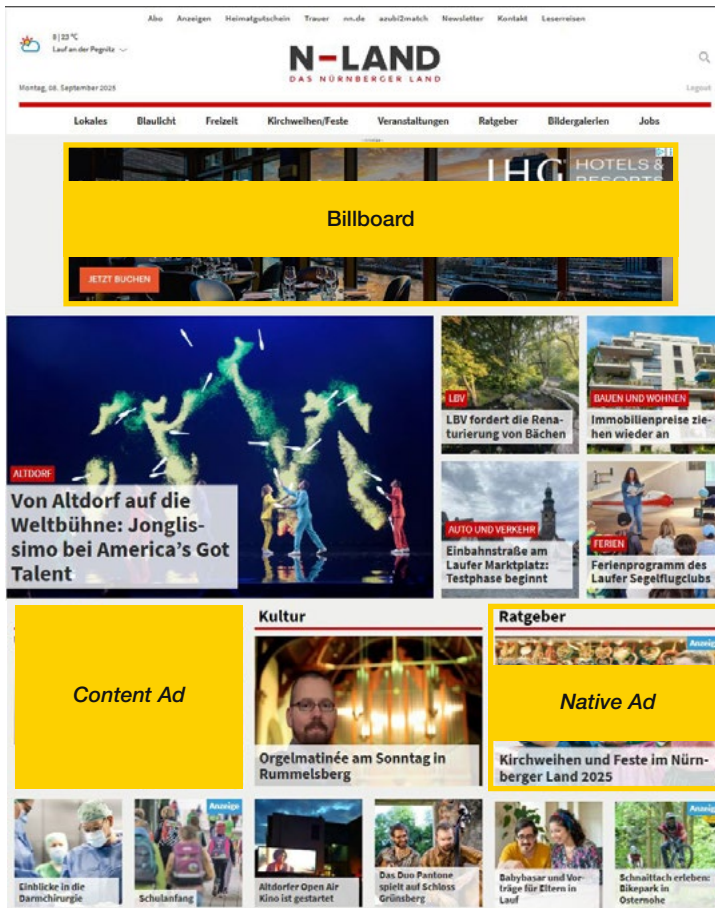 Abo Anzeigen Heimatgutschein Trauer nn.de azubi2match Newsletter Kontakt Leserreisen
8 | 23 °C
Lauf an der Pegnitz
N-LAND
DAS NÜRNBERGER LAND
Montag, 08. September 2025
Logout
Lokales Blaulicht Freizeit Kirchweihen/Feste Veranstaltungen Ratgeber Bildergalerien Jobs
IHG HOTELS &
RESORTS
Billboard
JETZT BUCHEN
ALTDORF
Von Altdorf auf die
Weltbühne: Jonglis-
simo bei America's Got
Talent
LBV
LBV fordert die Rena-
turierung von Bächen
BAUEN UND WOHNEN
Immobilienpreise zie-
hen wieder an
AUTO UND VERKEHR
Einbahnstraße am
Laufer Marktplatz:
Testphase beginnt
FERIEN
Ferienprogramm des
Laufer Segelflugclubs
Content Ad
Kultur
Orgelmatinée am Sonntag in
Rummelsberg
Ratgeber
Anzeige
Native Ad
Kirchweihen und Feste im Nürn-
berger Land 2025
Einblicke in die
Darmchirurgie
Anzeige
Schulanfang
Altdorfer Open Air
Kino ist gestartet
Das Duo Pantone
spielt auf Schloss
Grünsberg
Babybasar und Vor-
träge für Eltern in
Lauf
Anzeige
Schnaittach erleben:
Bikepark in
Osternohe